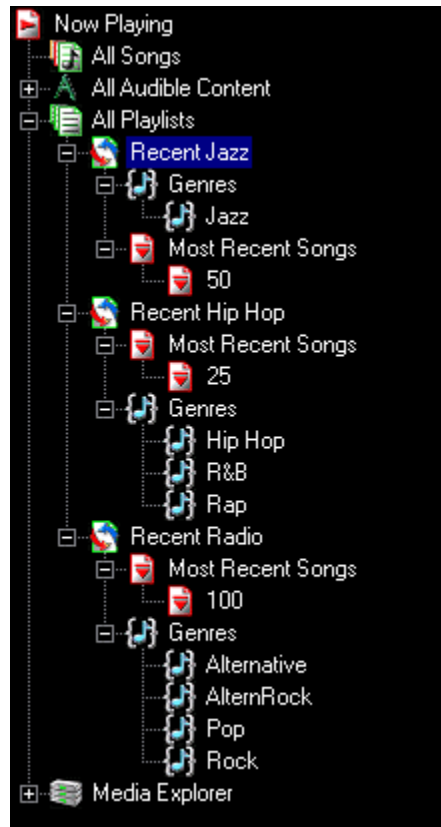 Now Playing
All Songs
All Audible Content
All Playlists
Recent Jazz
Genres
Jazz
Most Recent Songs
50
Recent Hip Hop
Most Recent Songs
25
Genres
Hip Hop
R&B
Rap
Recent Radio
Most Recent Songs
100
Genres
Alternative
AlternRock
Pop
Rock
Media Explorer